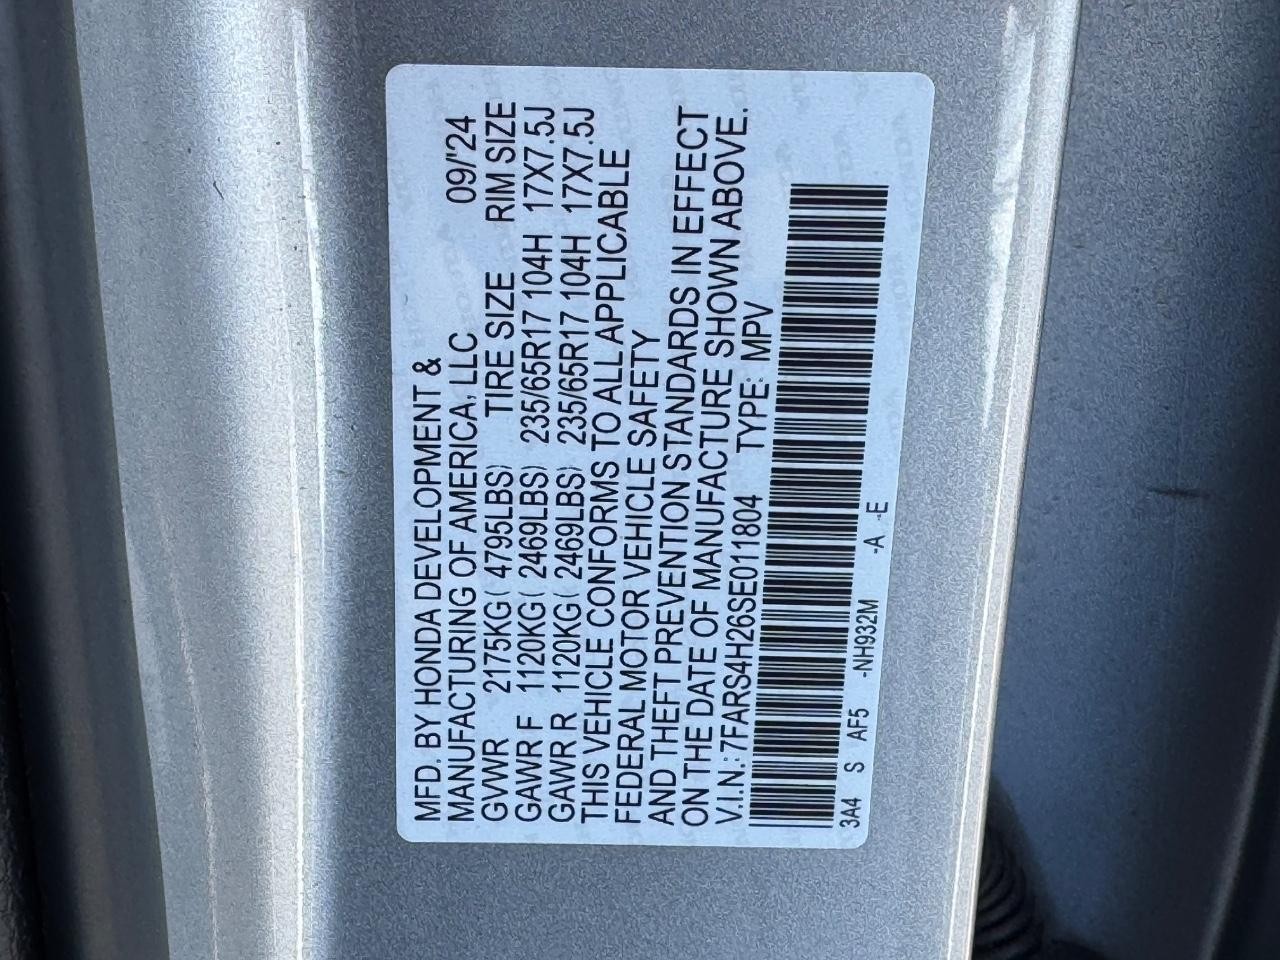 MFD. BY HONDA DEVELOPMENT &
MANUFACTURING OF AMERICA, LLC 09/'24
GVWR 2175KG( 4795LBS) TIRE SIZE RIM SIZE
GAWR F 1120KG( 2469LBS) 235/65R17 104H 17X7.5J
GAWR R 1120KG( 2469LBS) 235/65R17 104H 17X7.5J
THIS VEHICLE CONFORMS TO ALL APPLICABLE
FEDERAL MOTOR VEHICLE SAFETY
AND THEFT PREVENTION STANDARDS IN EFFECT
ON THE DATE OF MANUFACTURE SHOWN ABOVE.
V.I.N.: 7FARS4H26SE011804 TYPE: MPV
3A4 S AF5 -NH932M -A -E